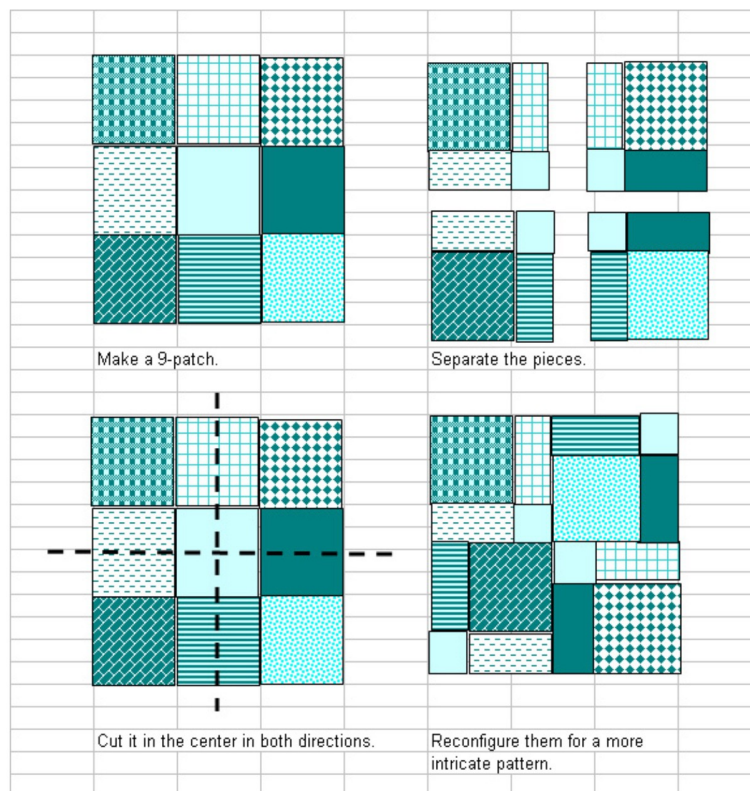 Make a 9-patch.
Separate the pieces.
Cut it in the center in both directions.
Reconfigure them for a more
intricate pattern.